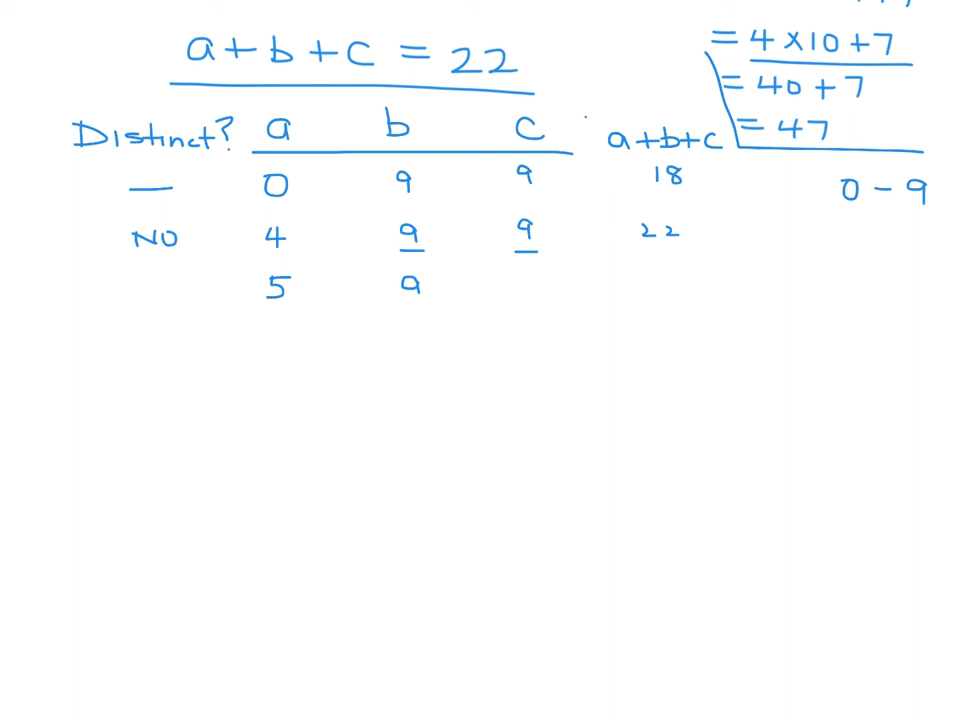 a + b + c = 22
= 4 × 10 + 7
= 40 + 7
= 47
Distinct? a b c a+b+c
— 0 9 9 18
0 - 9
NO 4 9 9 22
5 9